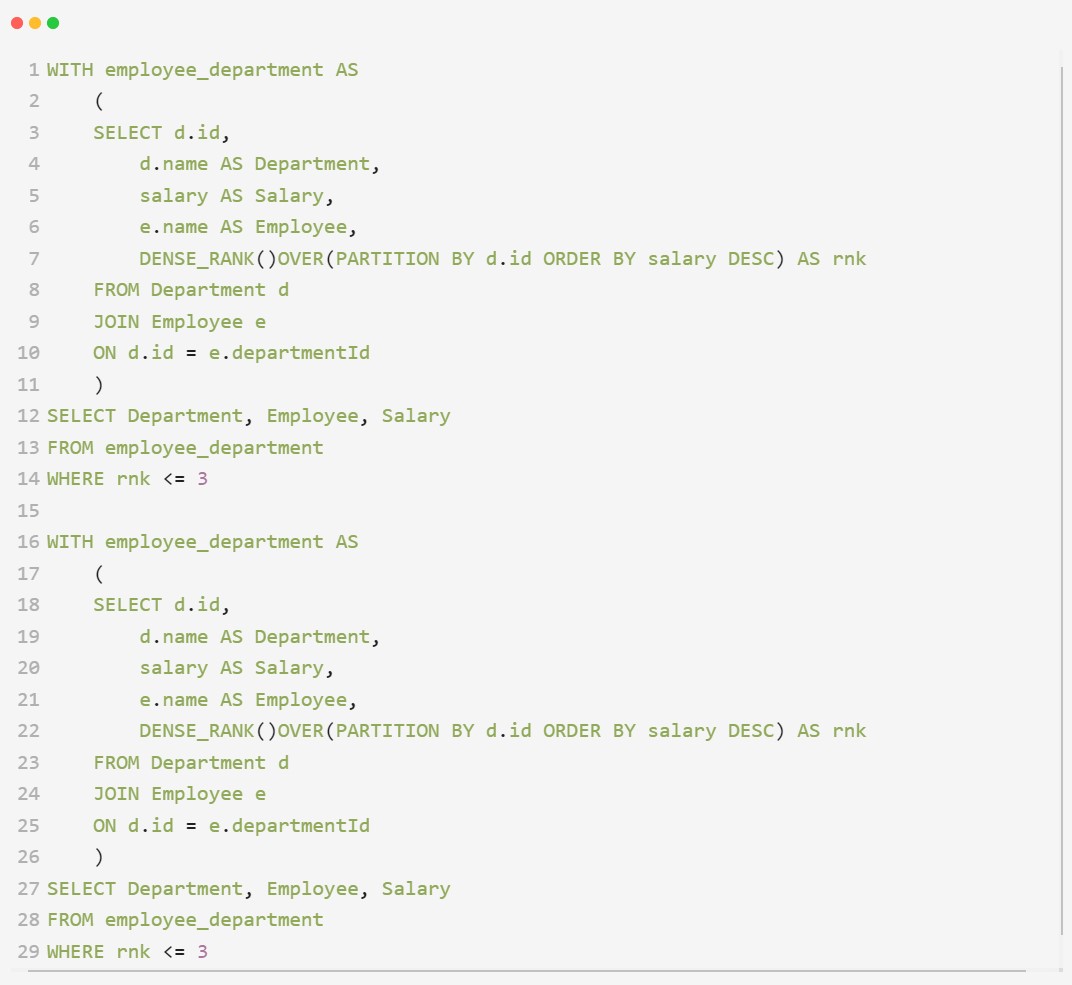 1 WITH employee_department AS
2     (
3     SELECT d.id,
4         d.name AS Department,
5         salary AS Salary,
6         e.name AS Employee,
7         DENSE_RANK()OVER(PARTITION BY d.id ORDER BY salary DESC) AS rnk
8     FROM Department d
9     JOIN Employee e
10     ON d.id = e.departmentId
11     )
12 SELECT Department, Employee, Salary
13 FROM employee_department
14 WHERE rnk <= 3
15
16 WITH employee_department AS
17     (
18     SELECT d.id,
19         d.name AS Department,
20         salary AS Salary,
21         e.name AS Employee,
22         DENSE_RANK()OVER(PARTITION BY d.id ORDER BY salary DESC) AS rnk
23     FROM Department d
24     JOIN Employee e
25     ON d.id = e.departmentId
26     )
27 SELECT Department, Employee, Salary
28 FROM employee_department
29 WHERE rnk <= 3